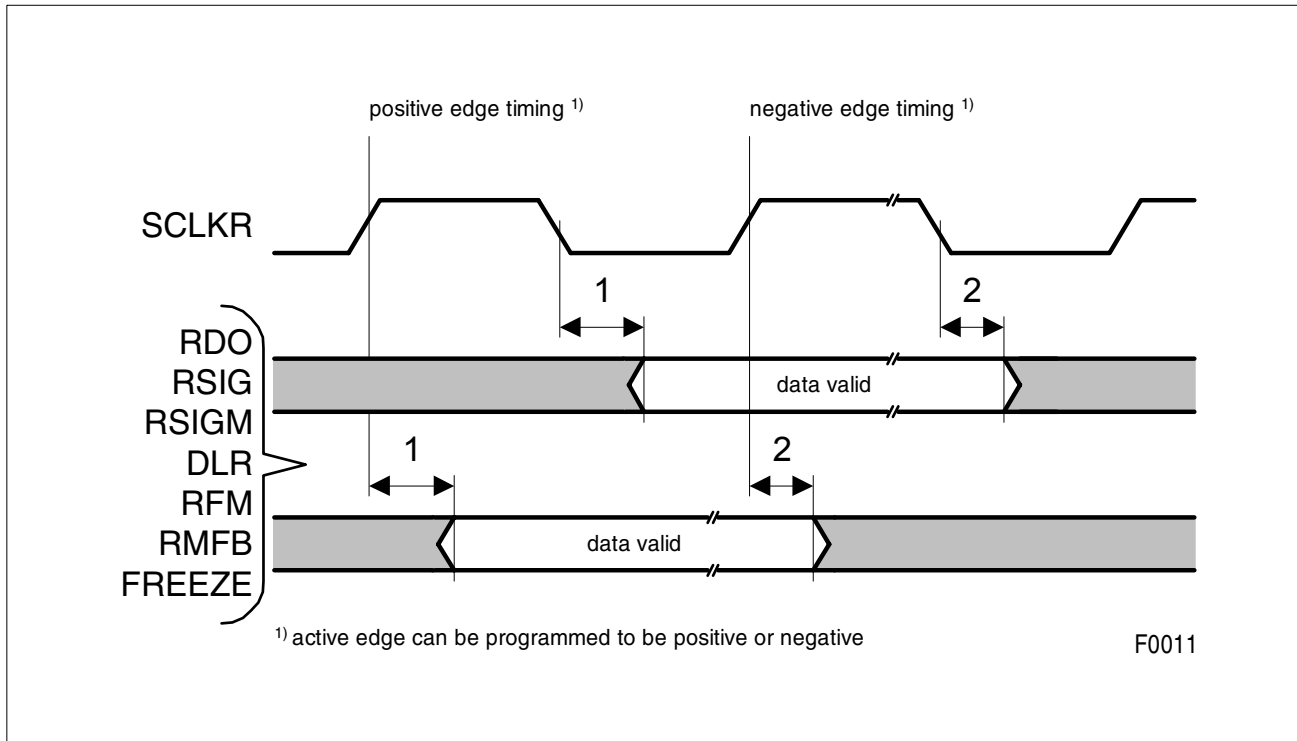 positive edge timing 1)
negative edge timing 1)
SCLKR
1
2
RDO
data valid
RSIG
RSIGM
1
2
DLR
RFM
RMFB
data valid
FREEZE
1) active edge can be programmed to be positive or negative
F0011